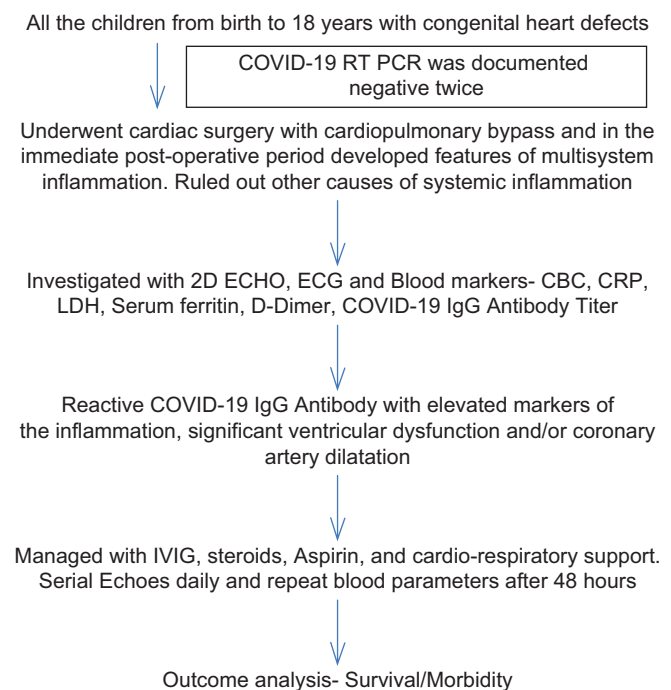 All the children from birth to 18 years with congenital heart defects
COVID-19 RT PCR was documented
negative twice
Underwent cardiac surgery with cardiopulmonary bypass and in the
immediate post-operative period developed features of multisystem
inflammation. Ruled out other causes of systemic inflammation
Investigated with 2D ECHO, ECG and Blood markers- CBC, CRP,
LDH, Serum ferritin, D-Dimer, COVID-19 IgG Antibody Titer
Reactive COVID-19 IgG Antibody with elevated markers of
the inflammation, significant ventricular dysfunction and/or coronary
artery dilatation
Managed with IVIG, steroids, Aspirin, and cardio-respiratory support.
Serial Echoes daily and repeat blood parameters after 48 hours
Outcome analysis- Survival/Morbidity